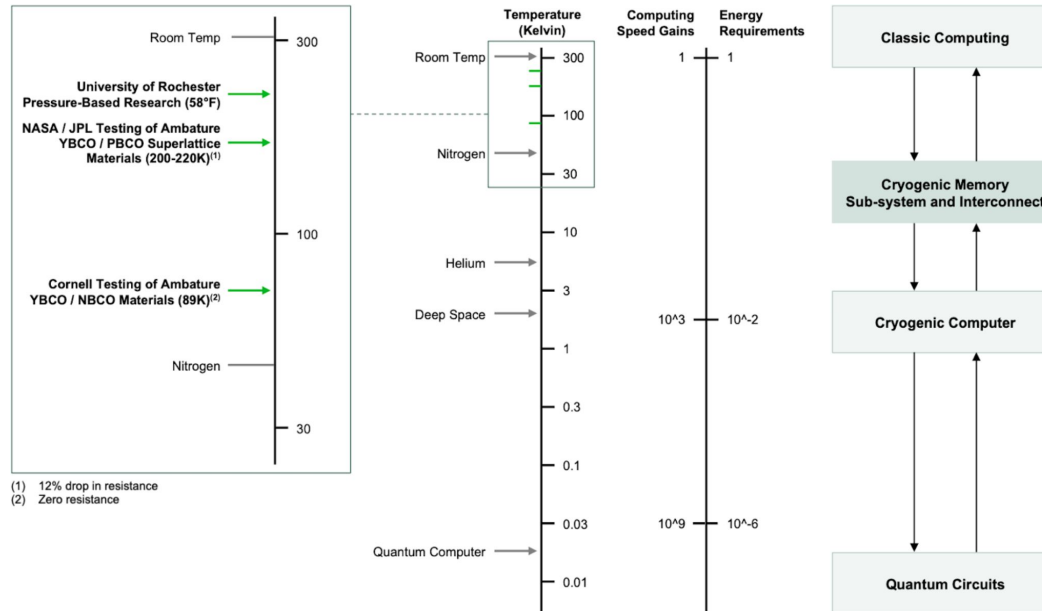 Room Temp
300
University of Rochester
Pressure-Based Research (58°F)
NASA / JPL Testing of Ambature
YBCO / PBCO Superlattice
Materials (200-220K)(1)
100
Cornell Testing of Ambature
YBCO / NBCO Materials (89K)(2)
Nitrogen
30
(1) 12% drop in resistance
(2) Zero resistance
Temperature
(Kelvin)
Room Temp
300
100
Nitrogen
30
10
Helium
3
Deep Space
1
0.3
0.1
0.03
Quantum Computer
0.01
Computing
Speed Gains
Energy
Requirements
1 1
10^3 10^-2
10^9 10^-6
Classic Computing
Cryogenic Memory
Sub-system and Interconnect
Cryogenic Computer
Quantum Circuits